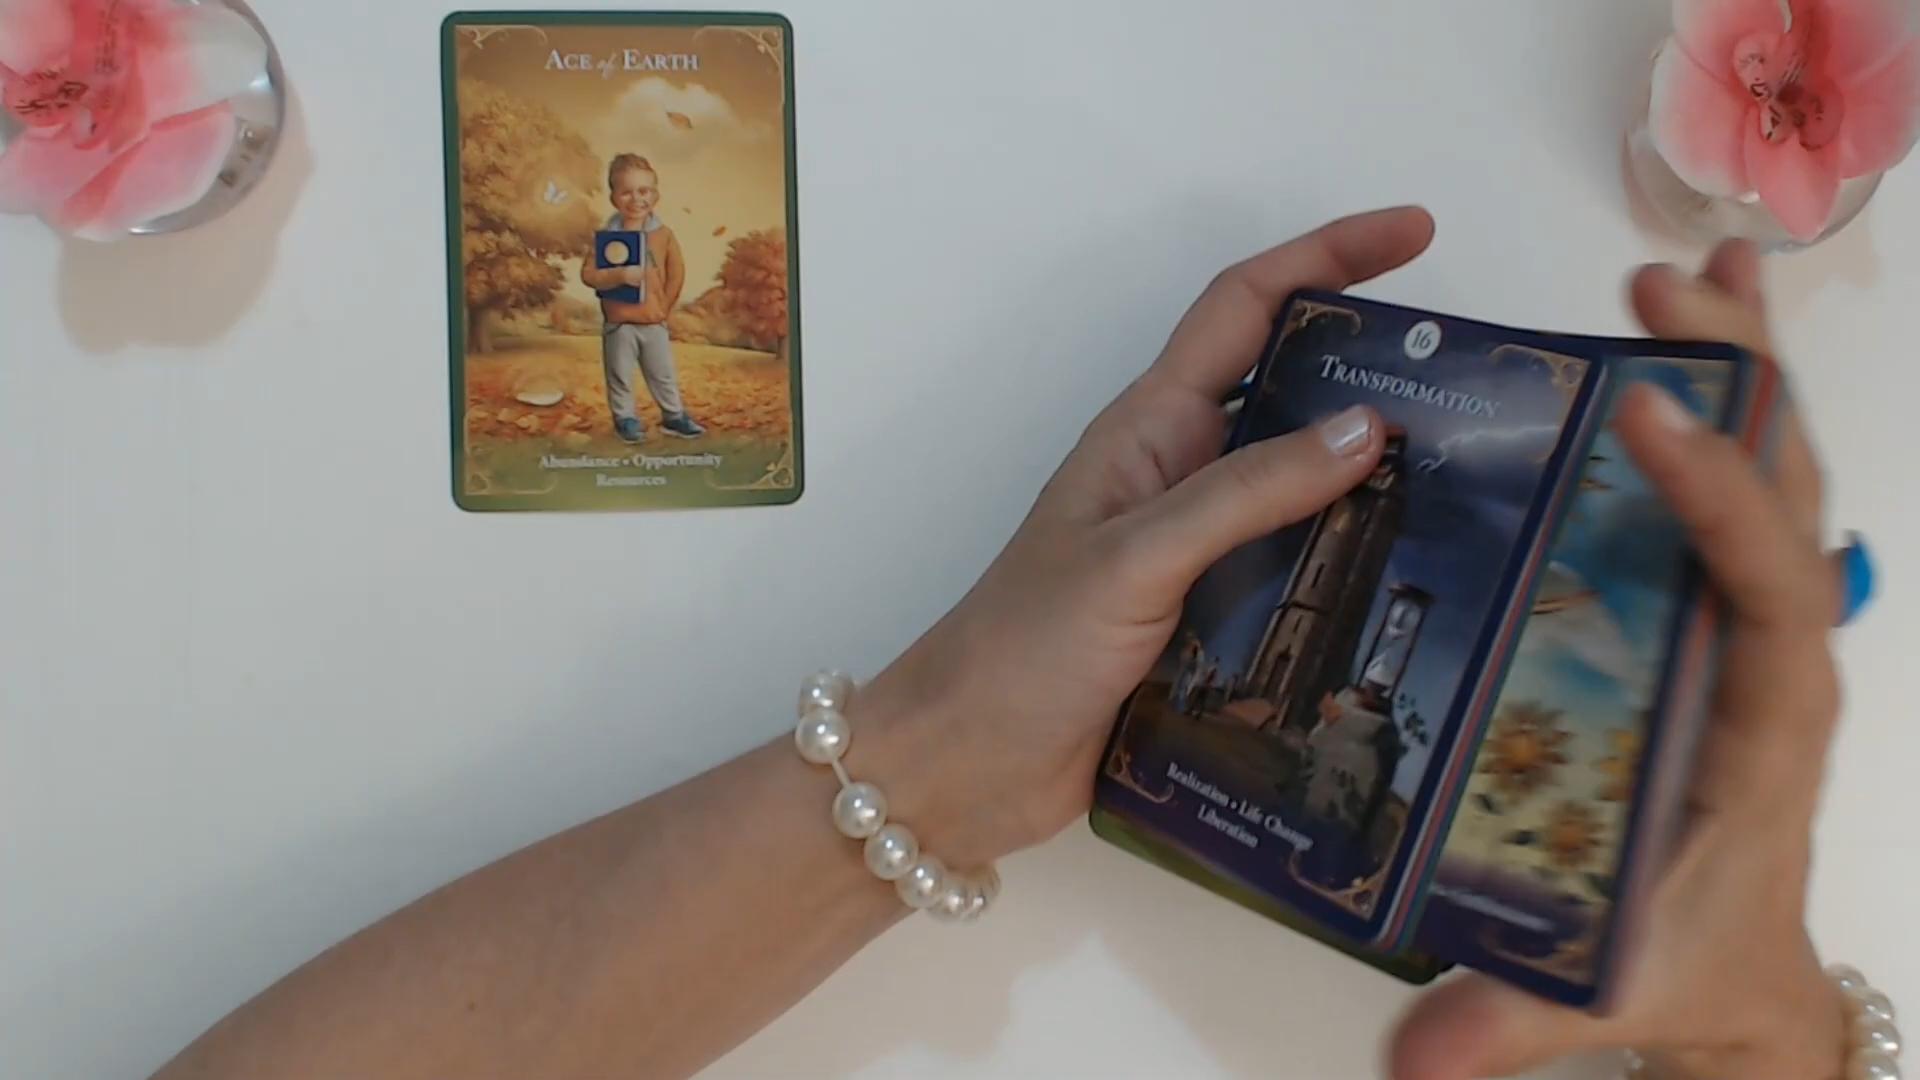 ACE of EARTH
Abundance • Opportunity
Resources
16
TRANSFORMATION
Realization • Life Change
Liberation